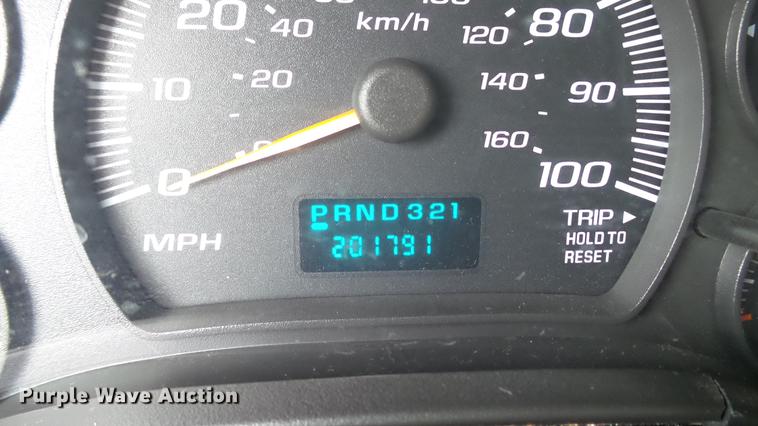 20 40 km/h 120 80
10 20 140 90
0 0 160 100
PRND321
201791
MPH
TRIP ►
HOLD TO
RESET
Purple Wave Auction